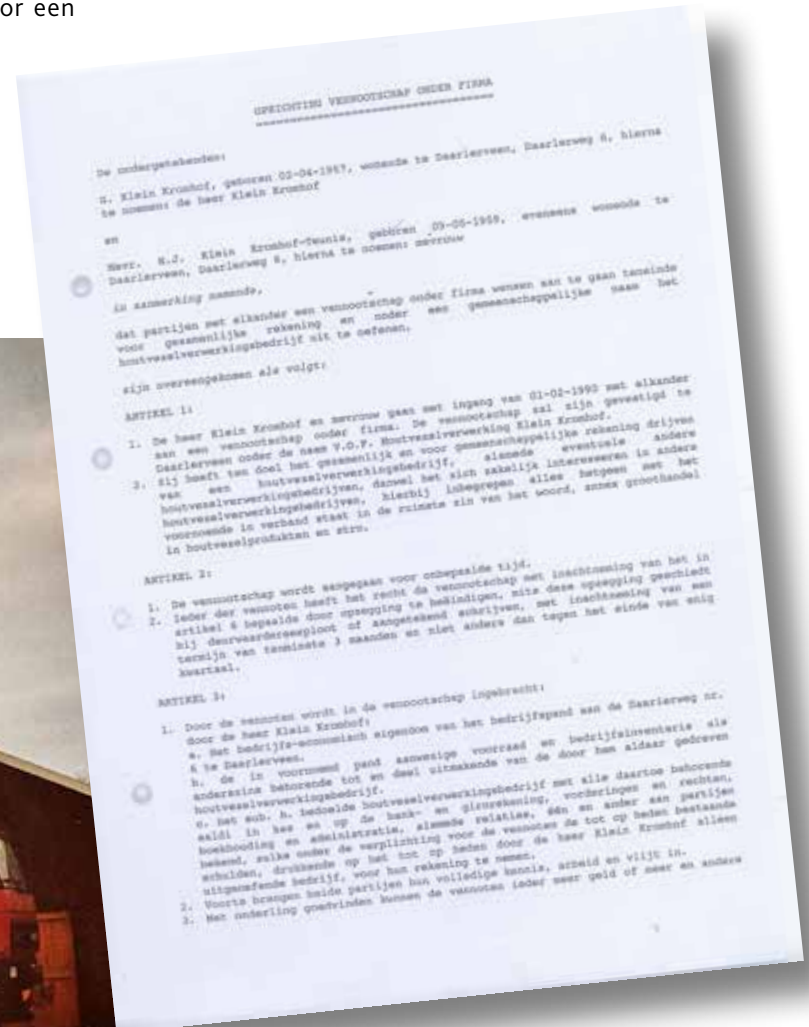 or een
OPRICHTING VENNOOTSCHAP ONDER FIRMA
De ondergetekenden:
Klein Kromhof, geboren 02-04-1957, wonende te Daarlerveen, Daarlerweg 6, hierna
te noemen: de heer Klein Kromhof
en
Mevr. Klein Kromhof-Teunis, geboren 09-05-1958, eveneens wonende te
Daarlerveen, Daarlerweg 6, hierna te noemen: mevrouw
in aanmerking nemende,
dat partijen met elkander een vennootschap onder firma wensen aan te gaan teneinde
voor gezamenlijke rekening en onder een gemeenschappelijke naam het
houtvezelverwerkingsbedrijf uit te oefenen.
zijn overeengekomen als volgt:
ARTIKEL 1:
1. De heer Klein Kromhof en mevrouw gaan met ingang van 01-02-1990 met elkander
aan een vennootschap onder firma. De vennootschap zal zijn gevestigd te
Daarlerveen onder de naam V.O.F. Houtvezelverwerking Klein Kromhof.
2. Zij heeft ten doel het gezamenlijk en voor gemeenschappelijke rekening drijven
van een houtvezelverwerkingsbedrijf, alsmede eventuele andere
houtvezelverwerkingsbedrijven, danwel het zich zakelijk interesseren in andere
houtvezelverwerkingsbedrijven, hierbij inbegrepen alles hetgeen met het
voornoemde in verband staat in de ruimste zin van het woord, annex groothandel
in houtvezelprodukten en stro.
ARTIKEL 2:
1. De vennootschap wordt aangegaan voor onbepaalde tijd.
2. Ieder der vennoten heeft het recht de vennootschap met inachtneming van het in
artikel 6 bepaalde door opzegging te beëindigen, mits deze opzegging geschiedt
bij deurwaardersexploot of aangetekend schrijven, met inachtneming van een
termijn van tenminste 3 maanden en niet anders dan tegen het einde van enig
kwartaal.
ARTIKEL 3:
1. Door de vennoten wordt in de vennootschap ingebracht:
door de heer Klein Kromhof:
a. Het bedrijfs-economisch eigendom van het bedrijfspand aan de Daarlerweg nr.
6 te Daarlerveen.
b. de in voornoemd pand aanwezige voorraad en bedrijfsinventaris als
anderszins behorende tot en deel uitmakende van de door hem aldaar gedreven
houtvezelverwerkingsbedrijf.
c. het sub. b. bedoelde houtvezelverwerkingsbedrijf met alle daartoe behorende
saldi in kas en op de bank- en girorekening, vorderingen en rechten,
boekhouding en administratie, alsmede relaties, één en ander aan partijen
bekend, zulks onder de verplichting voor de vennoten de tot op heden bestaande
schulden, drukkende op het tot op heden door de heer Klein Kromhof alleen
uitgeoefende bedrijf, voor hun rekening te nemen.
2. Voorts brengen beide partijen hun volledige kennis, arbeid en vlijt in.
3. Met onderling goedvinden kunnen de vennoten ieder meer geld of meer en andere